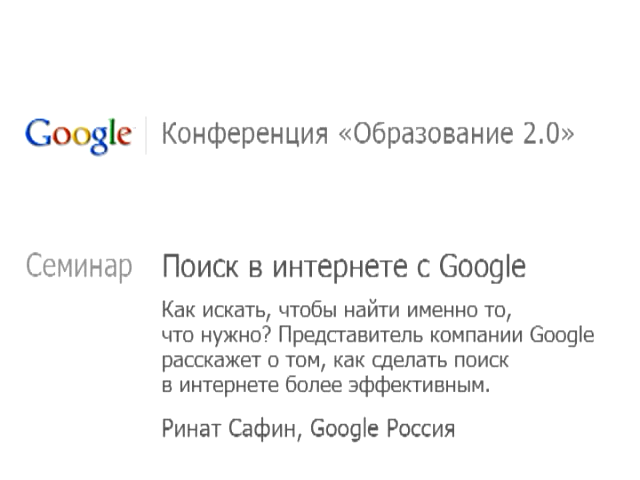 Google Конференция «Образование 2.0»
Семинар Поиск в интернете с Google
Как искать, чтобы найти именно то,
что нужно? Представитель компании Google
расскажет о том, как сделать поиск
в интернете более эффективным.
Ринат Сафин, Google Россия